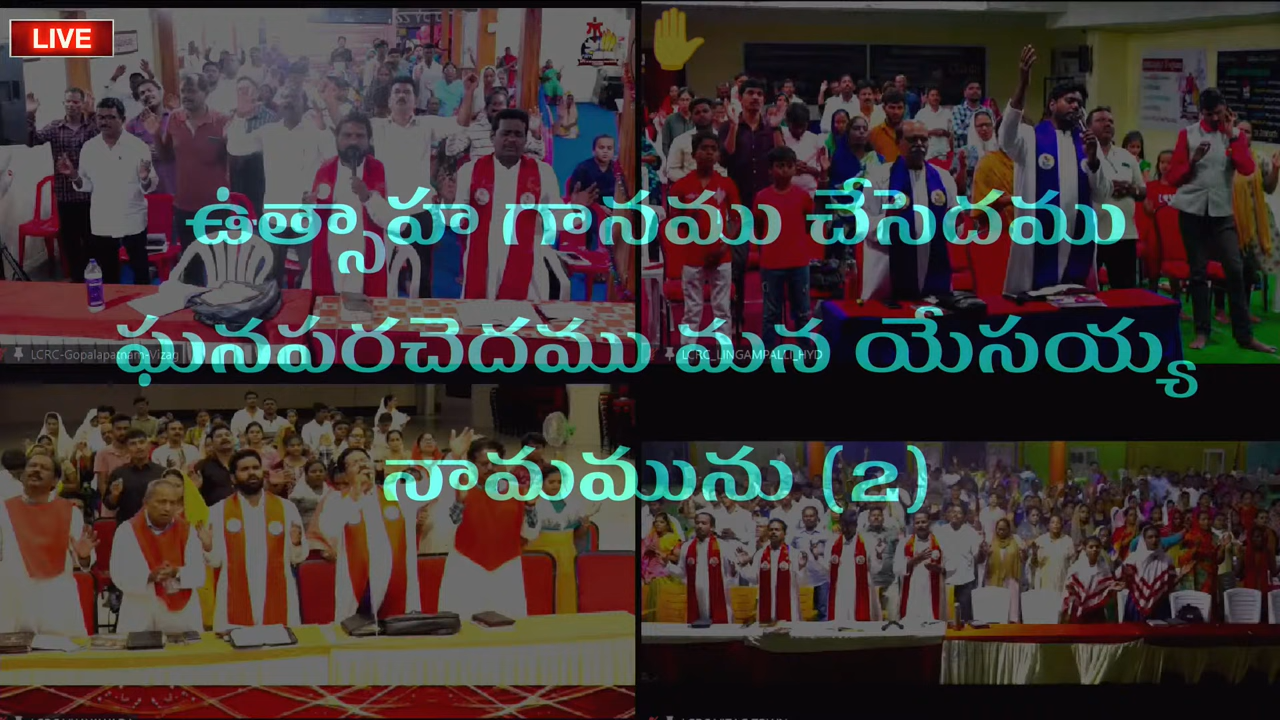 LIVE
ఉత్సాహ గానము చేసెదము
LCRC-Gopalapatnam-Vizag
LCRC_LINGAMPALLI_HYD
ఘనపరచెదము మన యేసయ్య
నామమును (2)